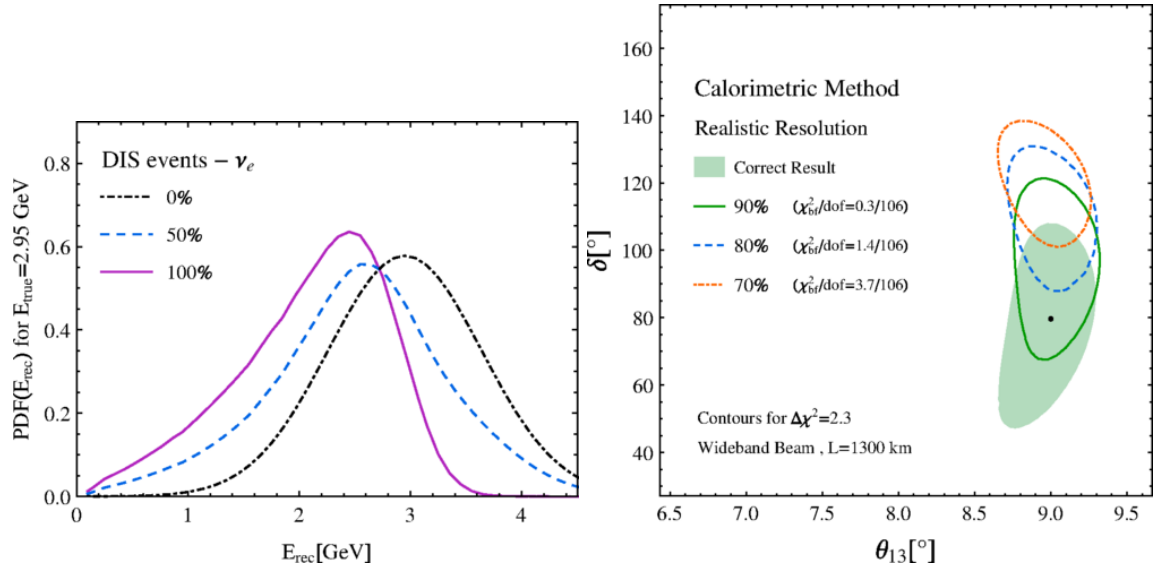 DIS events – νe
0%
50%
100%
PDF(Erec) for Etrue=2.95 GeV
0.8
0.6
0.4
0.2
0.0
0
1
2
3
4
Erec[GeV]
160
140
120
100
80
60
40
δ[°]
Calorimetric Method
Realistic Resolution
Correct Result
90% (χ²bf/dof=0.3/106)
80% (χ²bf/dof=1.4/106)
70% (χ²bf/dof=3.7/106)
Contours for Δχ²=2.3
Wideband Beam , L=1300 km
6.5
7.0
7.5
8.0
8.5
9.0
9.5
θ13[°]